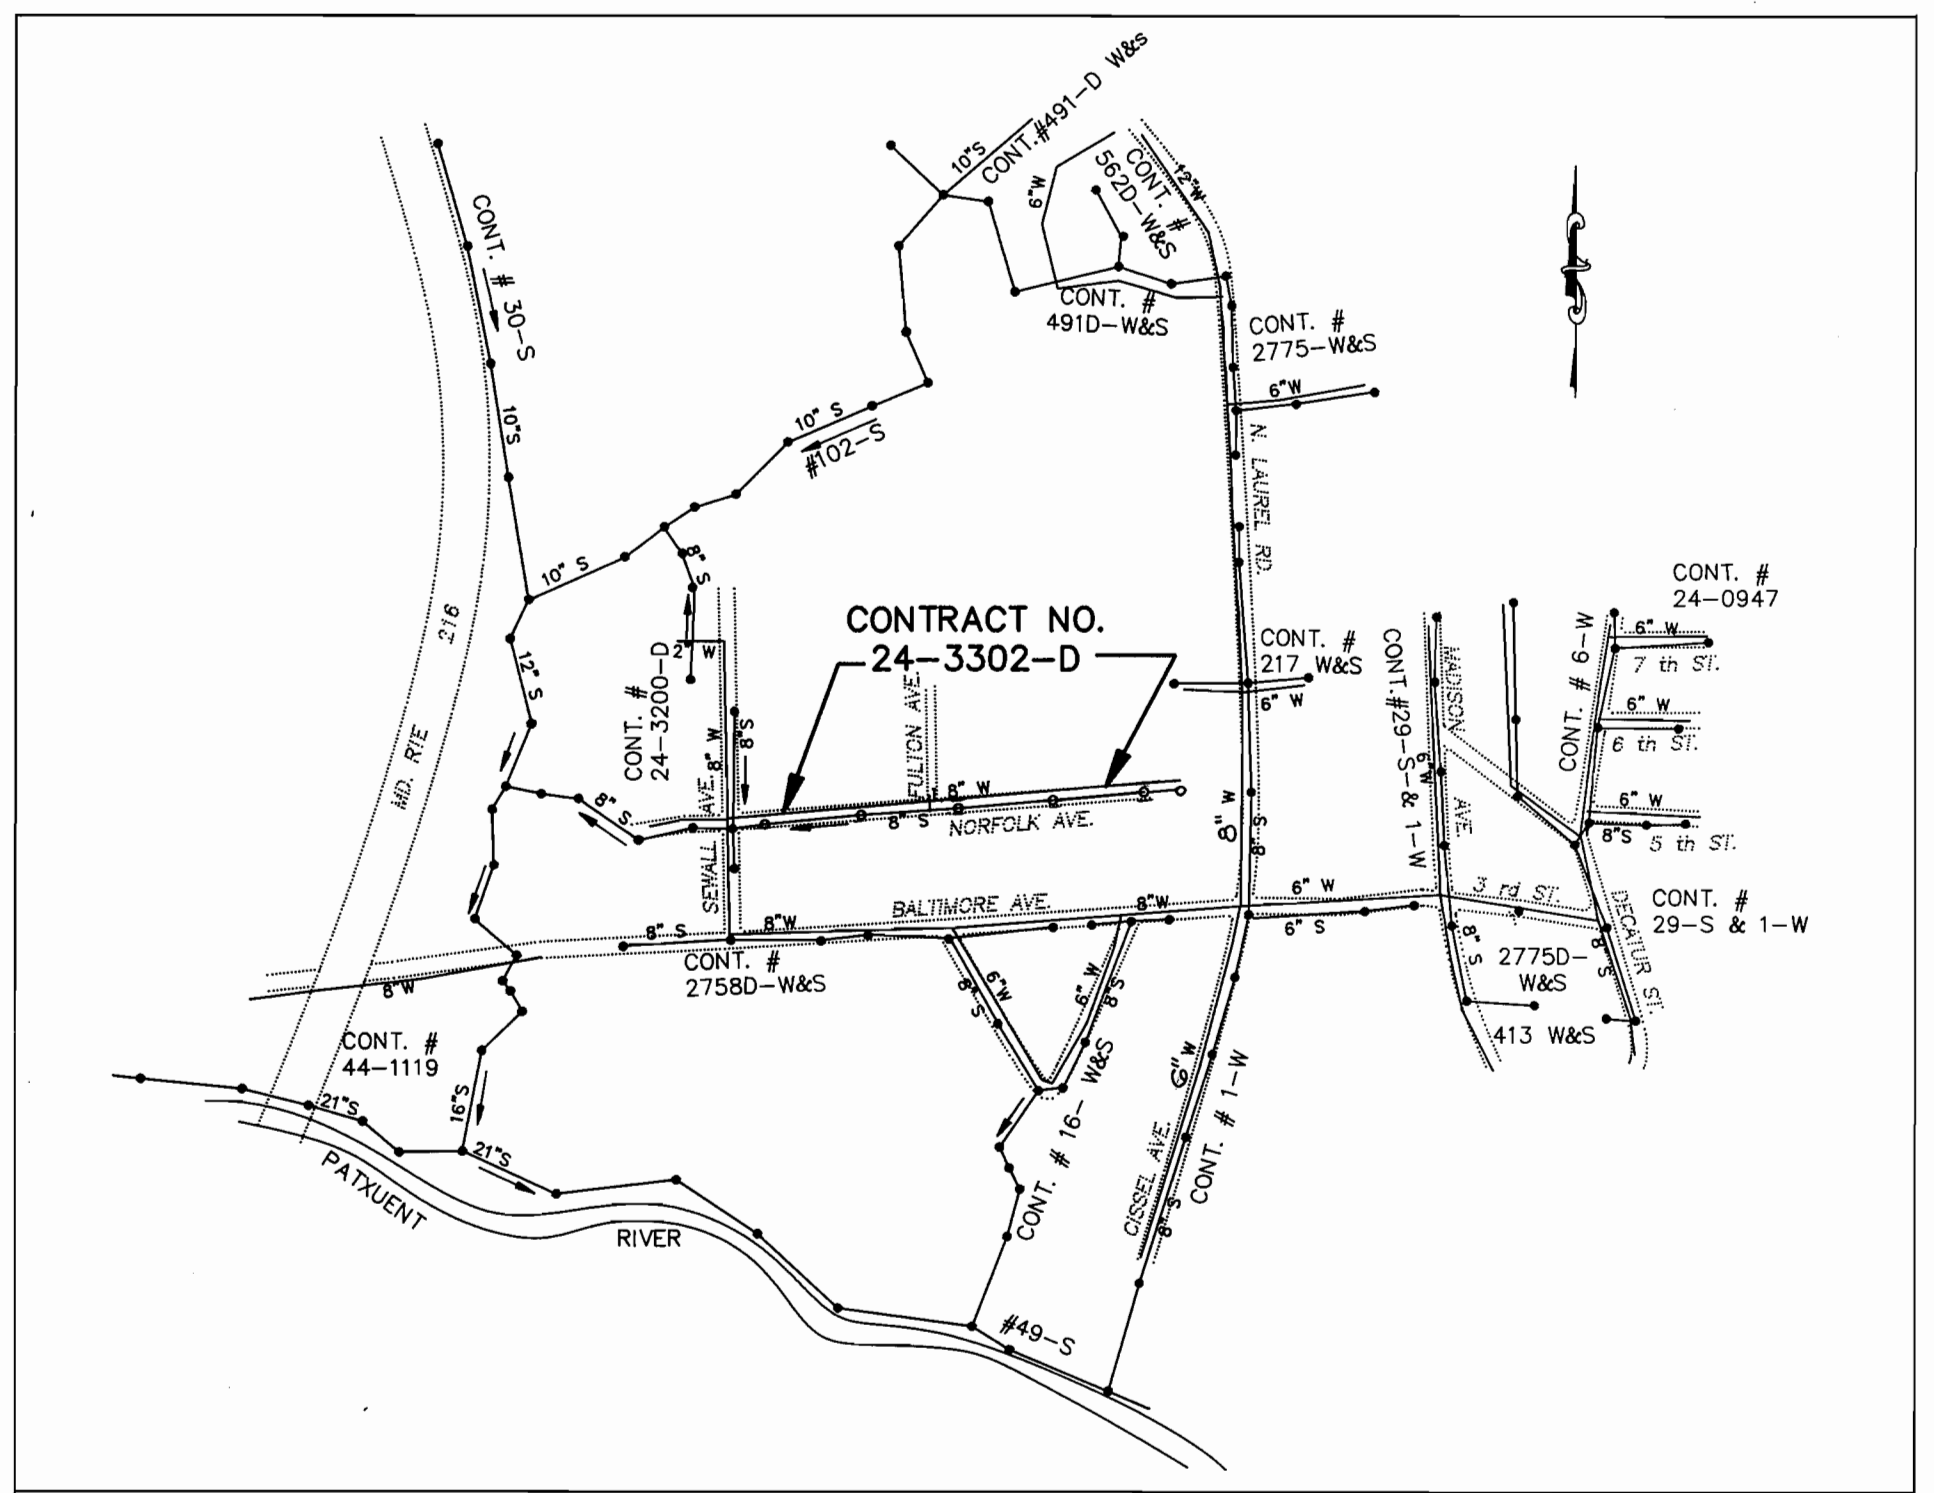 CONT.#491-D W&S
10"S
CONT. #
562D-W&S
12"W
6"W
CONT. # 30-S
10"S
CONT. #
491D-W&S
CONT. #
2775-W&S
6"W
10" S
#102-S
N. LAUREL RD.
10" S
8" S
CONT. #
24-0947
MD. RTE 216
12" S
CONTRACT NO.
24-3302-D
2" W
CONT. #
24-3200-D
8" W
8"S
FULTON AVE.
CONT. #
217 W&S
6" W
CONT.#29-S-& 1-W
MADISON AVE.
6"W
CONT. # 6-W
6" W
7 th ST.
6" W
6 th ST.
6" W
8"S
5 th ST.
8" S
SEWALL AVE.
8" W
8" S
NORFOLK AVE.
8" W
8"S
BALTIMORE AVE.
8"W
8"W
8" S
6" W
6" S
3 rd ST.
DECATUR ST.
CONT. #
29-S & 1-W
8" S
8" S
2775D-
W&S
413 W&S
CONT. #
2758D-W&S
8"W
6"W
8" S
6" W
8"S
CONT. #
44-1119
16"S
21"S
21"S
CONT. # 16- W&S
CISSEL AVE.
6"W
8" S
CONT. # 1-W
PATXUENT
RIVER
#49-S